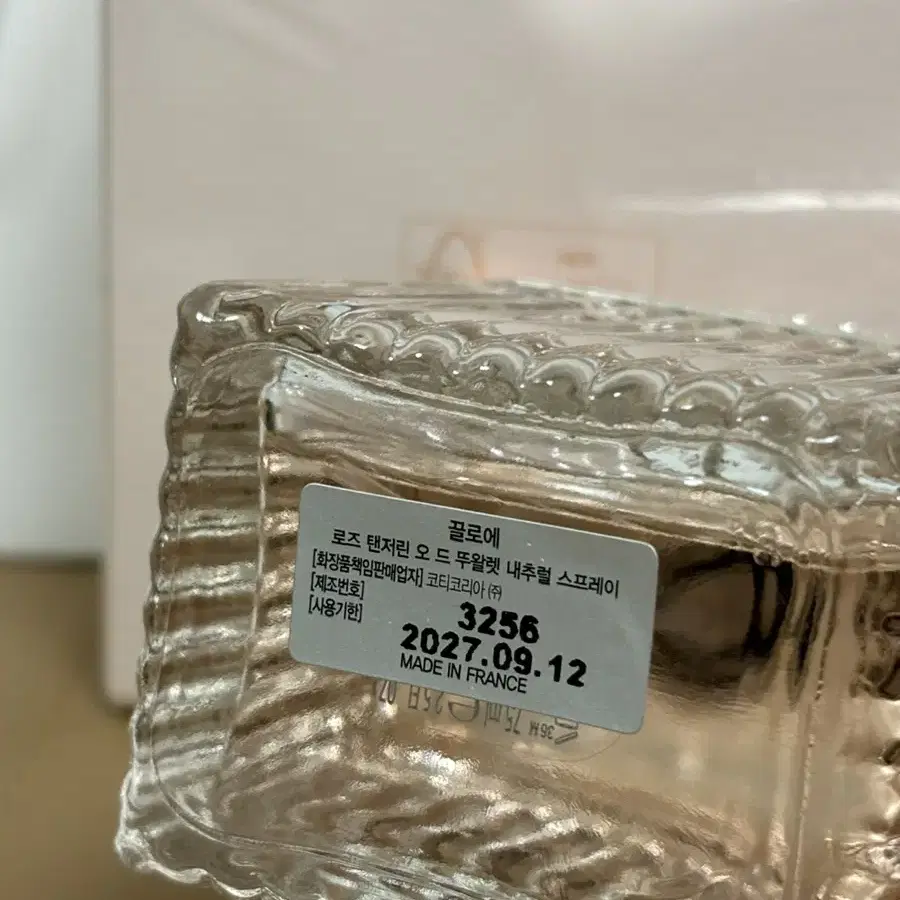 끌로에
로즈 탠저린 오 드 뚜왈렛 내추럴 스프레이
[화장품책임판매업자] 코티코리아 ㈜
[제조번호] 3256
[사용기한] 2027.09.12
MADE IN FRANCE
36M 75ml